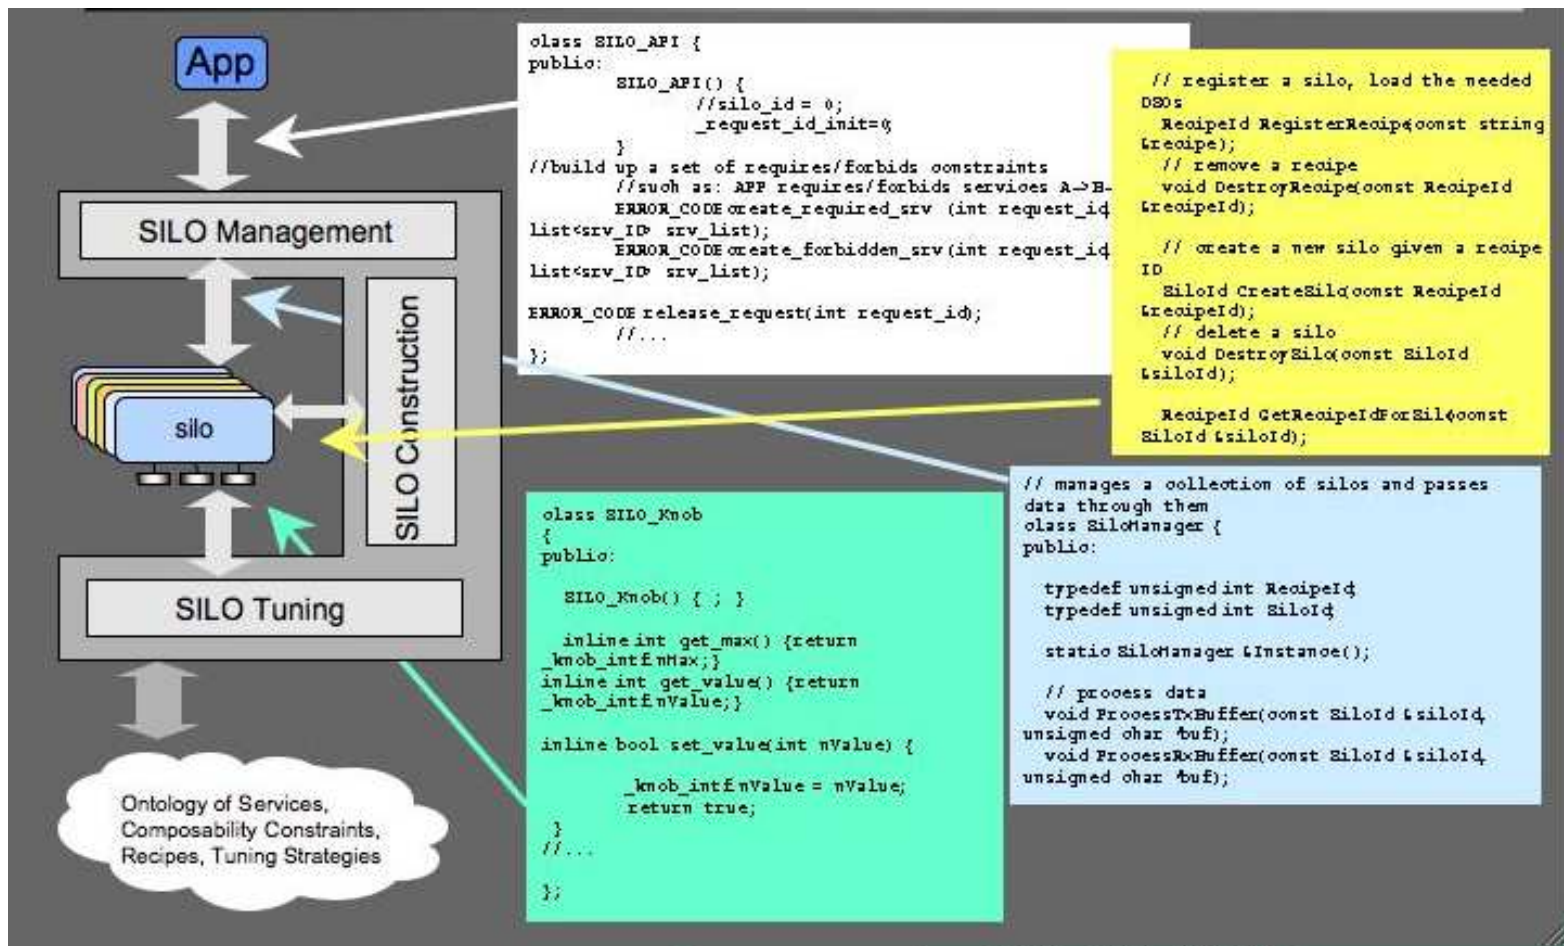 App
SILO Management
SILO Construction
silo
SILO Tuning
Ontology of Services,
Composability Constraints,
Recipes, Tuning Strategies
class SILO_API {
public:
SILO_API() {
//silo_id = 0;
_request_id_init=0;
}
//build up a set of requires/forbids constraints
//such as: APP requires/forbids services A->B-
ERROR_CODE create_required_srv (int request_id,
list<srv_ID> srv_list);
ERROR_CODE create_forbidden_srv(int request_id,
list<srv_ID> srv_list);
ERROR_CODE release_request(int request_id);
//...
};
// register a silo, load the needed
DSOs
RecipeId RegisterRecipe(const string
&recipe);
// remove a recipe
void DestroyRecipe(const RecipeId
&recipeId);
// create a new silo given a recipe
ID
SiloId CreateSilo(const RecipeId
&recipeId);
// delete a silo
void DestroySilo(const SiloId
&siloId);
RecipeId GetRecipeIdForSilo(const
SiloId &siloId);
class SILO_Knob
{
public:
SILO_Knob() { ; }
inline int get_max() {return
_knob_intf.nMax;}
inline int get_value() {return
_knob_intf.nValue;}
inline bool set_value(int nValue) {
_knob_intf.nValue = nValue;
return true;
}
//...
};
// manages a collection of silos and passes
data through them
class SiloManager {
public:
typedef unsigned int RecipeId;
typedef unsigned int SiloId;
static SiloManager &Instance();
// process data
void ProcessTxBuffer(const SiloId &siloId,
unsigned char *buf);
void ProcessRxBuffer(const SiloId &siloId,
unsigned char *buf);